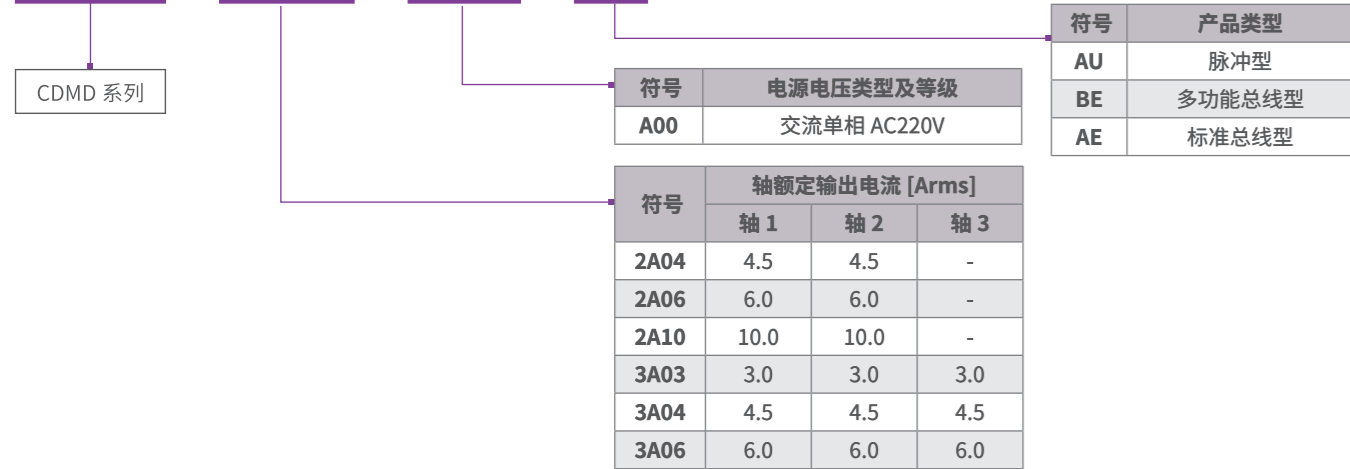 CDMD 系列
符号 产品类型
AU 脉冲型
BE 多功能总线型
AE 标准总线型
符号 电源电压类型及等级
A00 交流单相 AC220V
符号 轴额定输出电流 [Arms]
轴 1 轴 2 轴 3
2A04 4.5 4.5 -
2A06 6.0 6.0 -
2A10 10.0 10.0 -
3A03 3.0 3.0 3.0
3A04 4.5 4.5 4.5
3A06 6.0 6.0 6.0